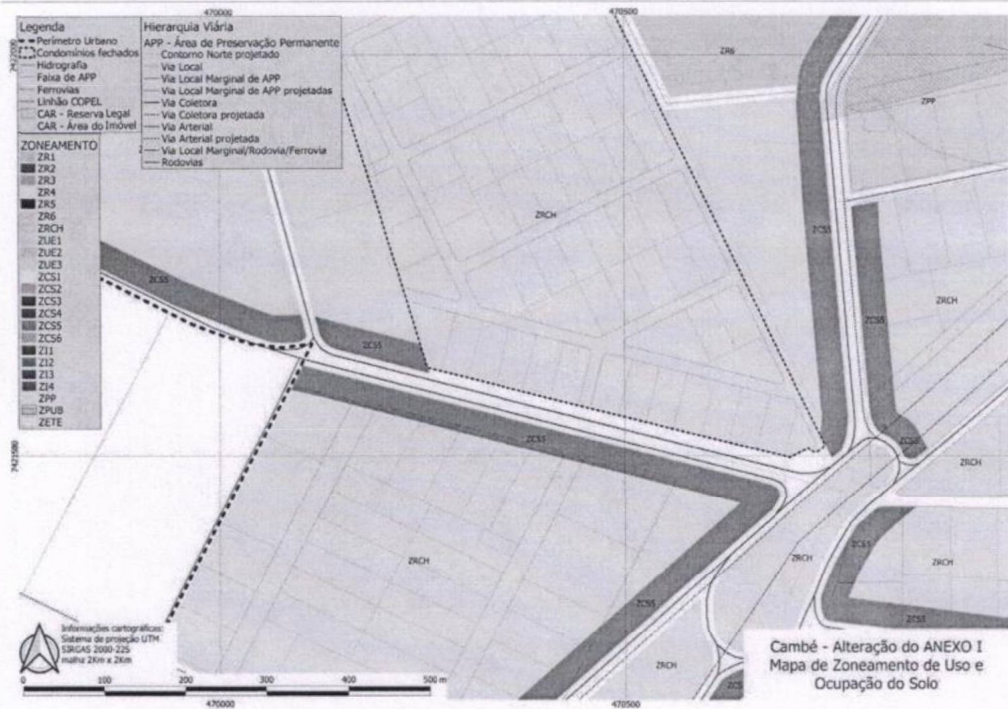 470000
470500
Legenda
Perímetro Urbano
Condomínios fechados
Hidrografia
Faixa de APP
Ferrovias
Linhão COPEL
CAR - Reserva Legal
CAR - Área do Imóvel
Hierarquia Viária
APP - Área de Preservação Permanente
Contorno Norte projetado
Via Local
Via Local Marginal de APP
Via Local Marginal de APP projetadas
Via Coletora
Via Coletora projetada
Via Arterial
Via Arterial projetada
Via Local Marginal/Rodovia/Ferrovia
Rodovias
ZONEAMENTO
ZR1
ZR2
ZR3
ZR4
ZR5
ZR6
ZRCH
ZUE1
ZUE2
ZUE3
ZCS1
ZCS2
ZCS3
ZCS4
ZCS5
ZCS6
ZI1
ZI2
ZI3
ZI4
ZPP
ZPUB
ZETE
ZR6
ZPP
ZRCH
ZCS5
ZCS5
ZCS5
ZRCH
ZCS5
ZCS5
ZCS5
ZRCH
ZRCH
ZRCH
ZCS5
ZRCH
ZCS5
ZCS5
ZRCH
2422000
2421500
Informações cartográficas:
Sistema de projeção UTM
SIRGAS 2000-22S
malha 2Km x 2Km
0 100 200 300 400 500 m
470000
470500
Cambé - Alteração do ANEXO I
Mapa de Zoneamento de Uso e
Ocupação do Solo